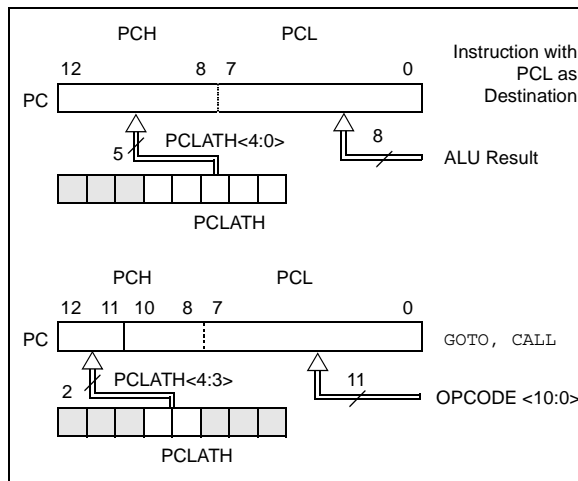 PCH PCL
12 8 7 0
Instruction with
PCL as
Destination
PC
5 PCLATH<4:0>
8
ALU Result
PCLATH
PCH PCL
12 11 10 8 7 0
PC
GOTO, CALL
2 PCLATH<4:3>
11
OPCODE <10:0>
PCLATH